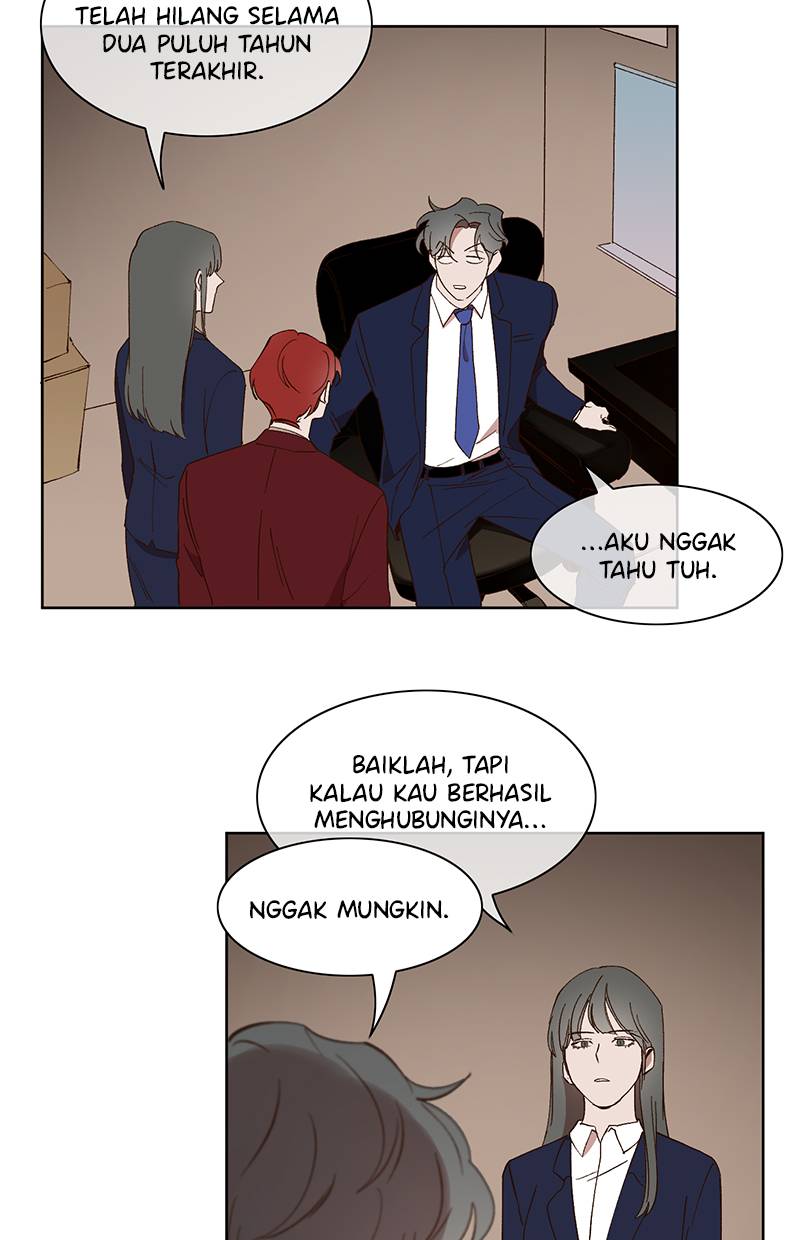 TELAH HILANG SELAMA
DUA PULUH TAHUN
TERAKHIR.
...AKU NGGAK
TAHU TUH.
BAIKLAH, TAPI
KALAU KAU BERHASIL
MENGHUBUNGINYA...
NGGAK MUNGKIN.